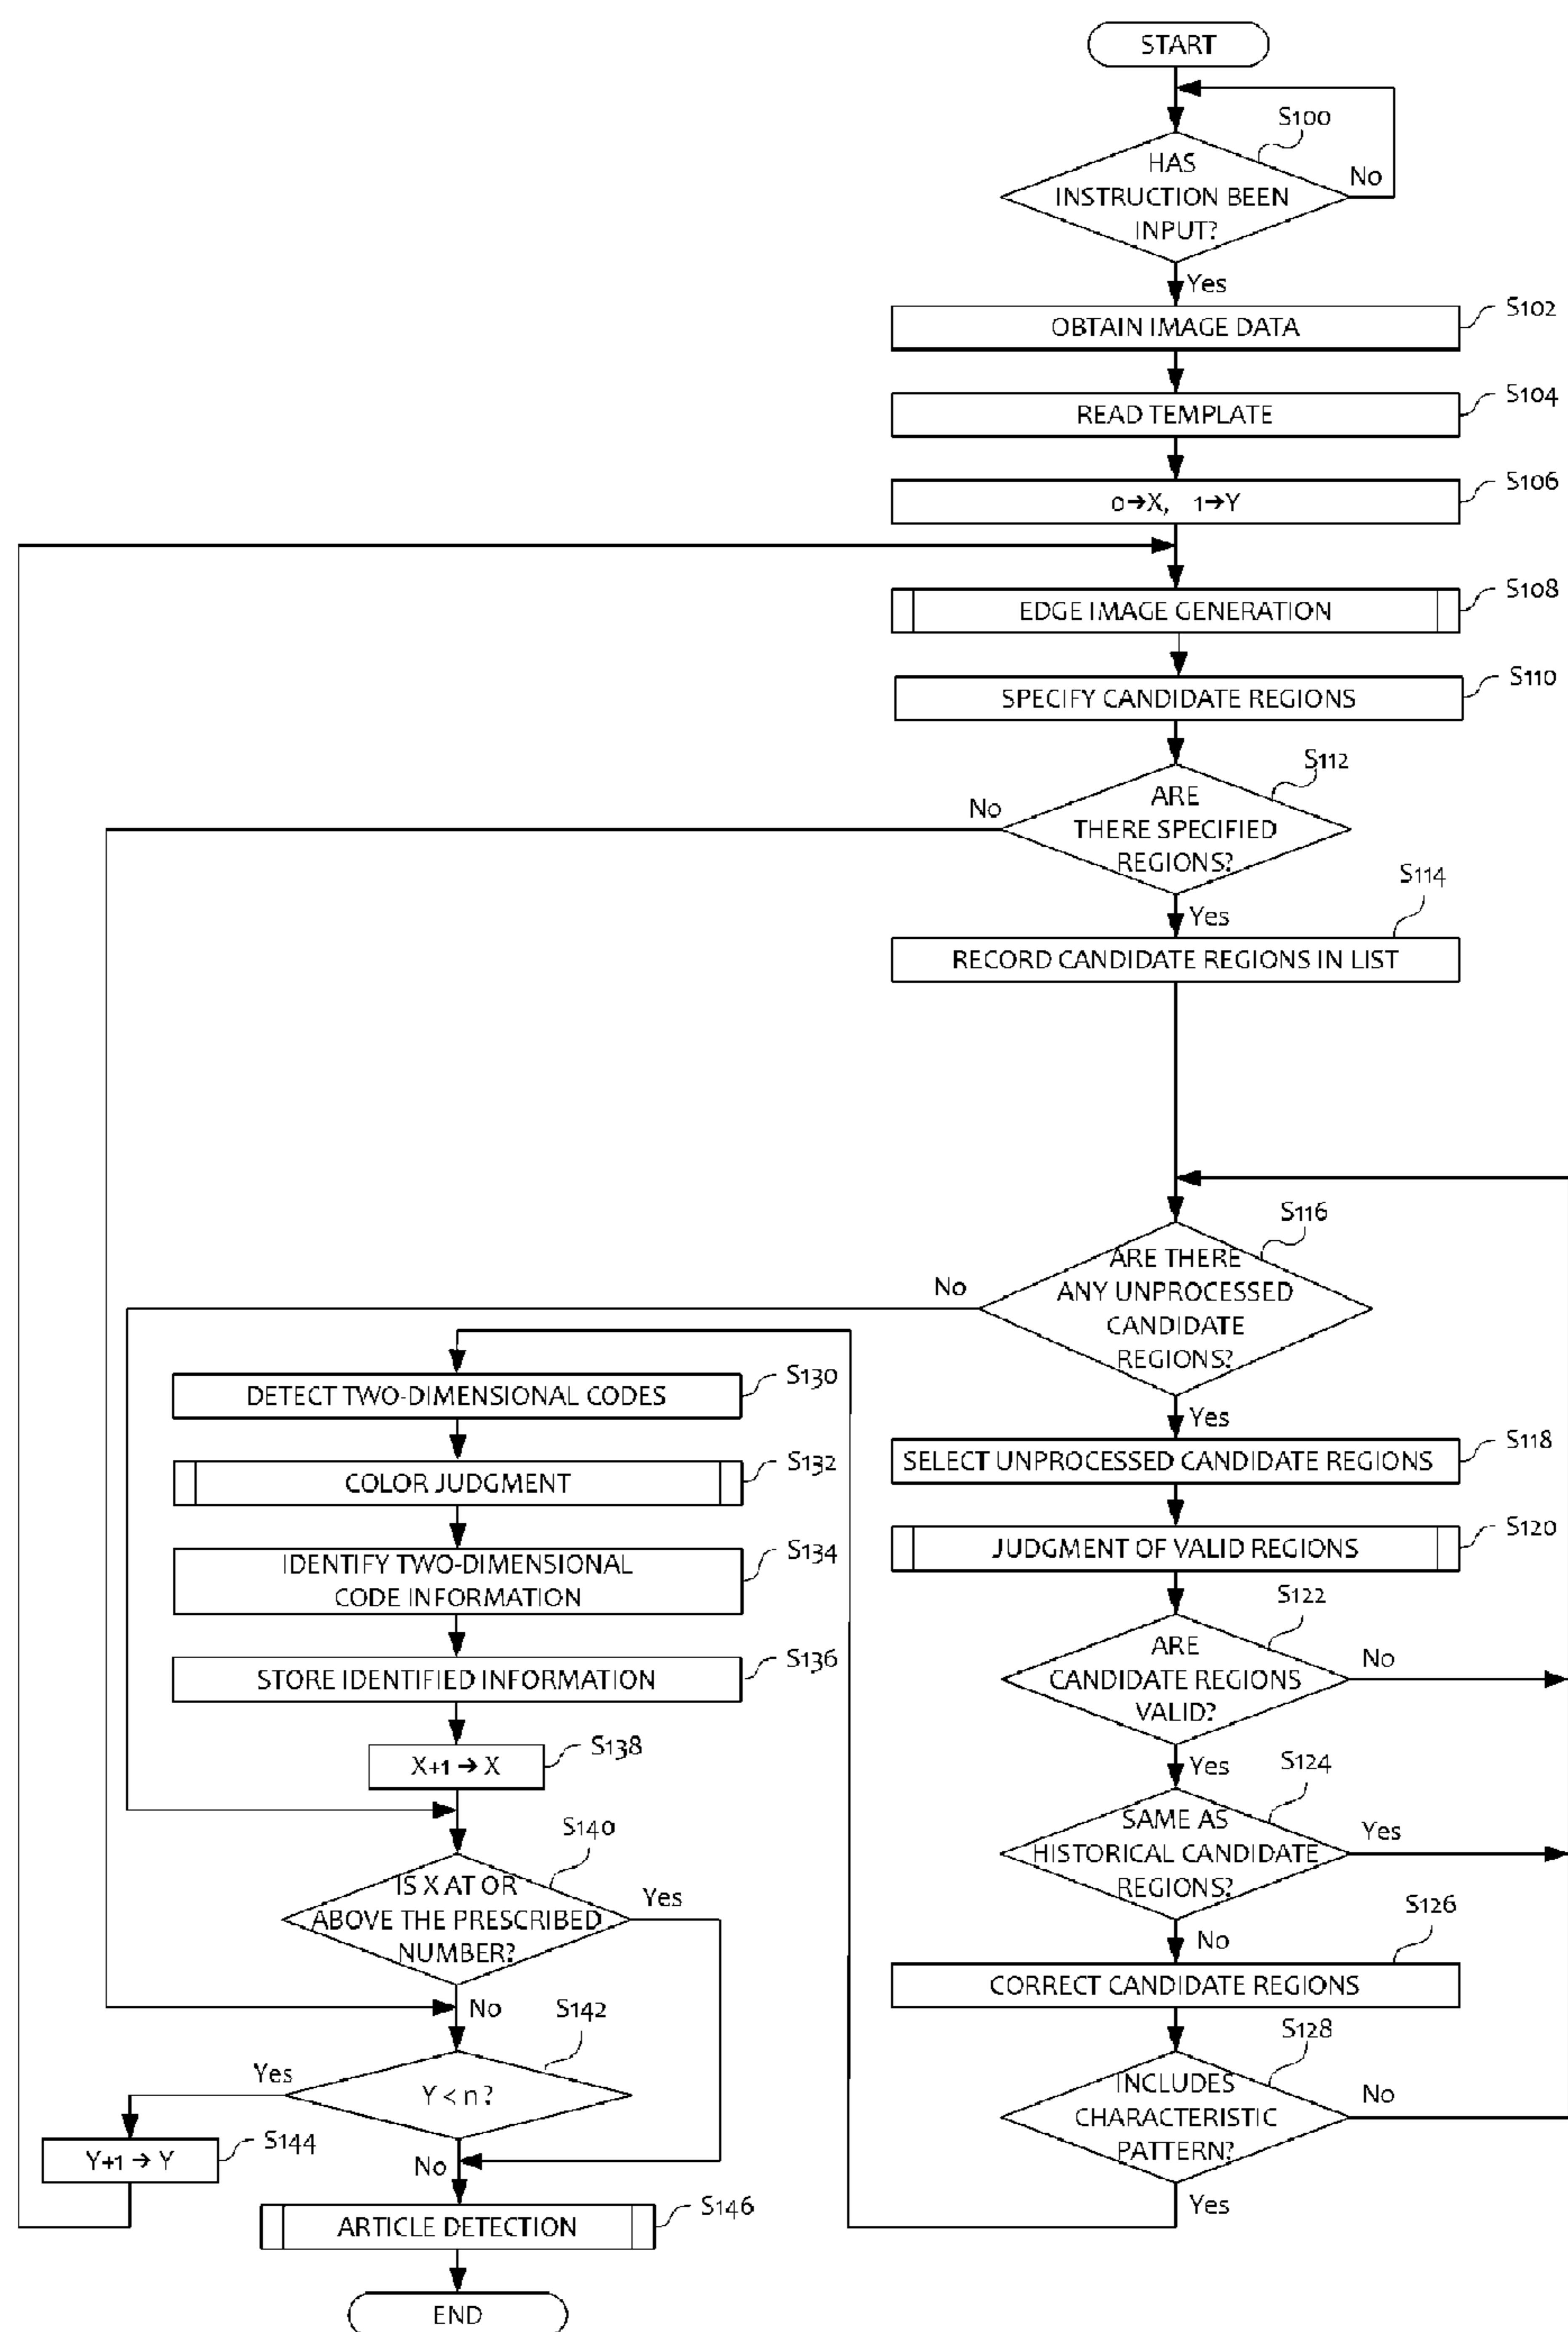 START
S100
HAS
INSTRUCTION BEEN
INPUT?
No
Yes
OBTAIN IMAGE DATA
S102
READ TEMPLATE
S104
0→X, 1→Y
S106
EDGE IMAGE GENERATION
S108
SPECIFY CANDIDATE REGIONS
S110
S112
ARE
THERE SPECIFIED
REGIONS?
No
Yes
S114
RECORD CANDIDATE REGIONS IN LIST
S116
ARE THERE
ANY UNPROCESSED
CANDIDATE
REGIONS?
No
Yes
SELECT UNPROCESSED CANDIDATE REGIONS
S118
JUDGMENT OF VALID REGIONS
S120
S122
ARE
CANDIDATE REGIONS
VALID?
No
Yes
S124
SAME AS
HISTORICAL CANDIDATE
REGIONS?
Yes
No
S126
CORRECT CANDIDATE REGIONS
S128
INCLUDES
CHARACTERISTIC
PATTERN?
No
Yes
DETECT TWO-DIMENSIONAL CODES
S130
COLOR JUDGMENT
S132
IDENTIFY TWO-DIMENSIONAL
CODE INFORMATION
S134
STORE IDENTIFIED INFORMATION
S136
X+1 → X
S138
S140
IS X AT OR
ABOVE THE PRESCRIBED
NUMBER?
Yes
No
S142
Y < n ?
Yes
No
Y+1 → Y
S144
ARTICLE DETECTION
S146
END